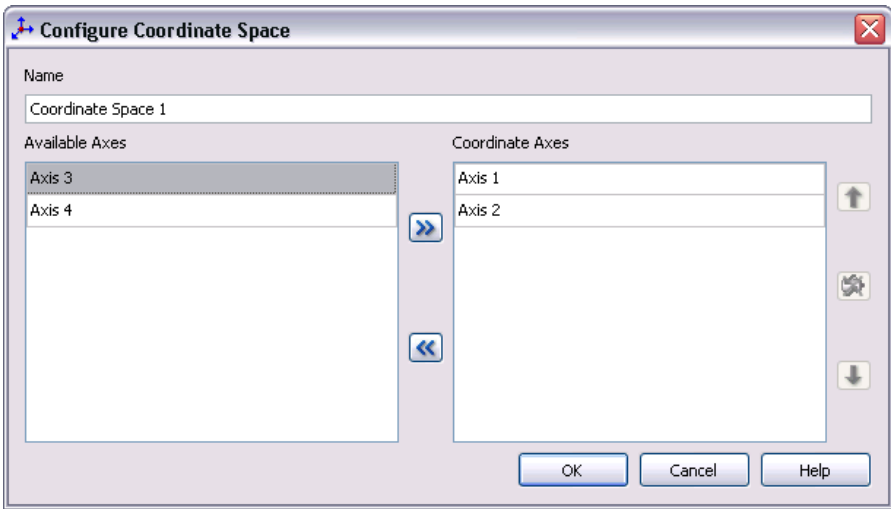 Configure Coordinate Space
Name
Coordinate Space 1
Available Axes
Coordinate Axes
Axis 3
Axis 4
Axis 1
Axis 2
OK
Cancel
Help